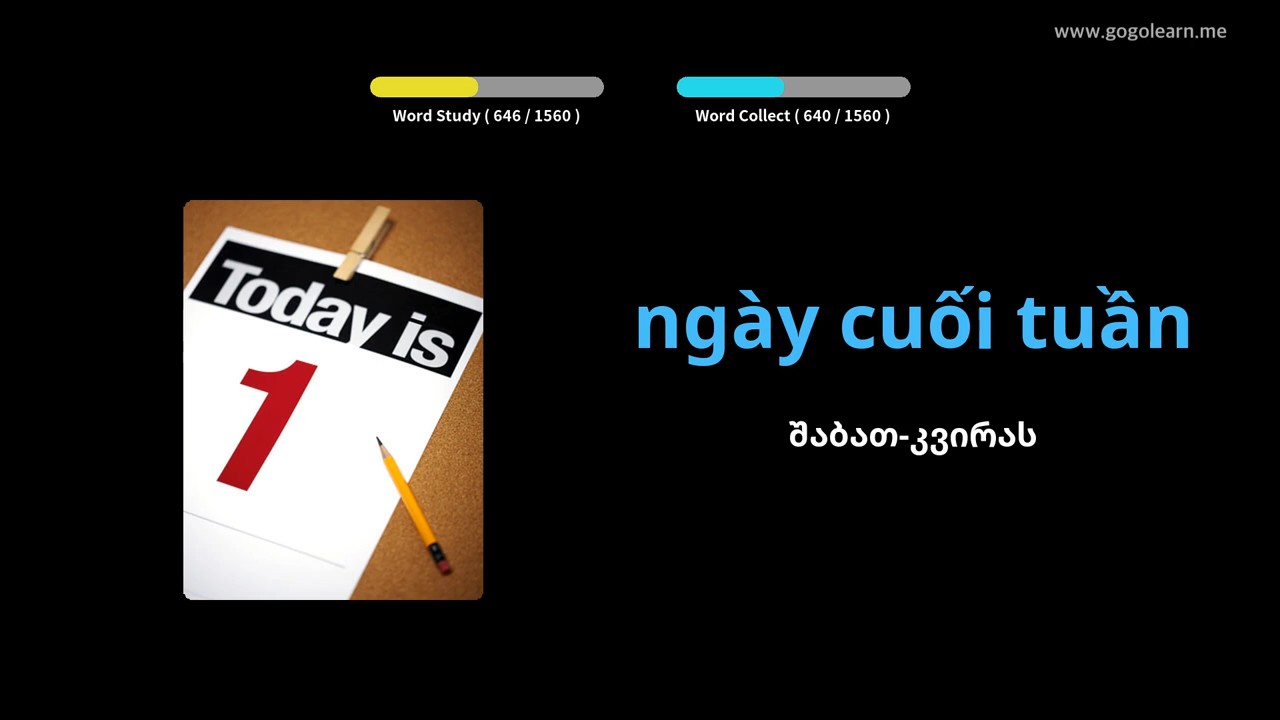 www.gogolearn.me
Word Study ( 646 / 1560 )
Word Collect ( 640 / 1560 )
Today is
1
ngày cuối tuần
შაბათ-კვირას